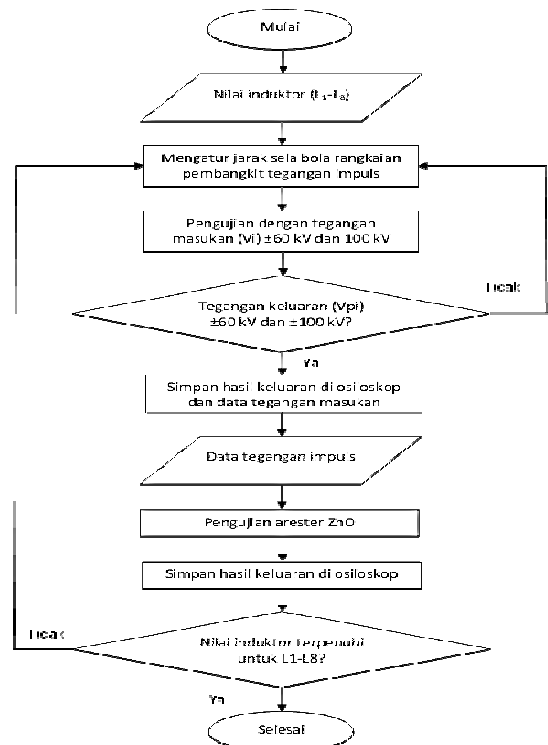 Mulai
Nilai induktor (L₁-L₈)
Mengatur jarak sela bola rangkaian
pembangkit tegangan impuls
Pengujian dengan tegangan
masukan (Vi) ±60 kV dan 100 kV
Tidak
Tegangan keluaran (Vpi)
±60 kV dan ±100 kV?
Ya
Simpan hasil keluaran di osiloskop
dan data tegangan masukan
Data tegangan impuls
Pengujian arester ZnO
Simpan hasil keluaran di osiloskop
Tidak
Nilai induktor terpenuhi
untuk L1-L8?
Ya
Selesai